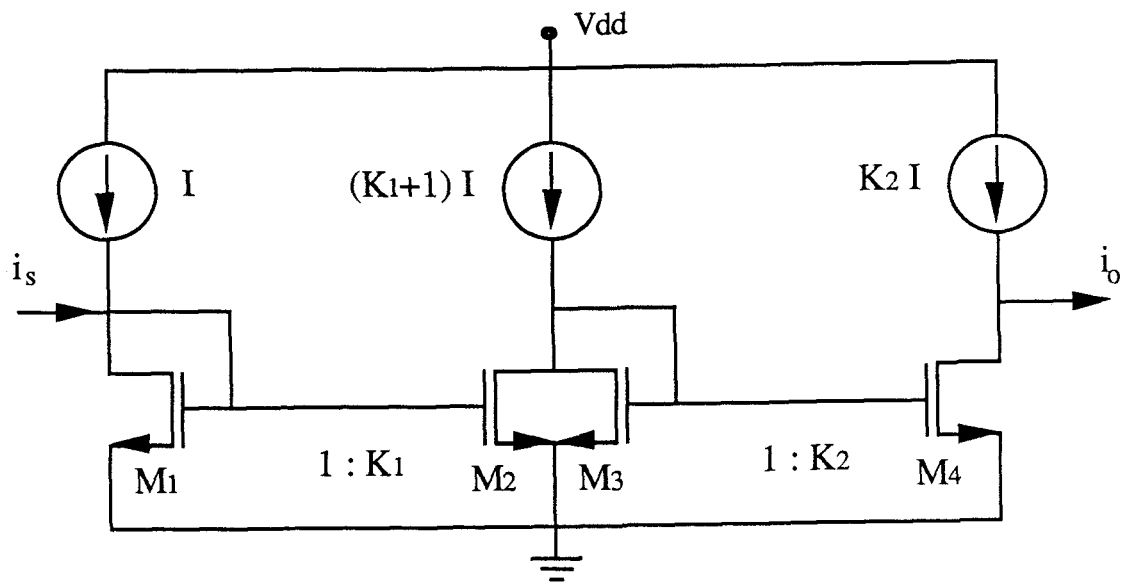 Vdd
I
(K1+1) I
K2 I
is
io
1 : K1
1 : K2
M1
M2
M3
M4